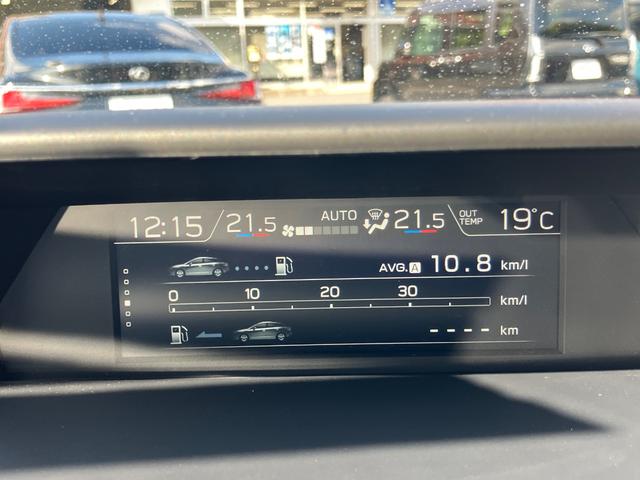 12:15 21.5 AUTO 21.5 OUT TEMP 19°C
AVG. A 10.8 km/l
0 10 20 30 km/l
---- km